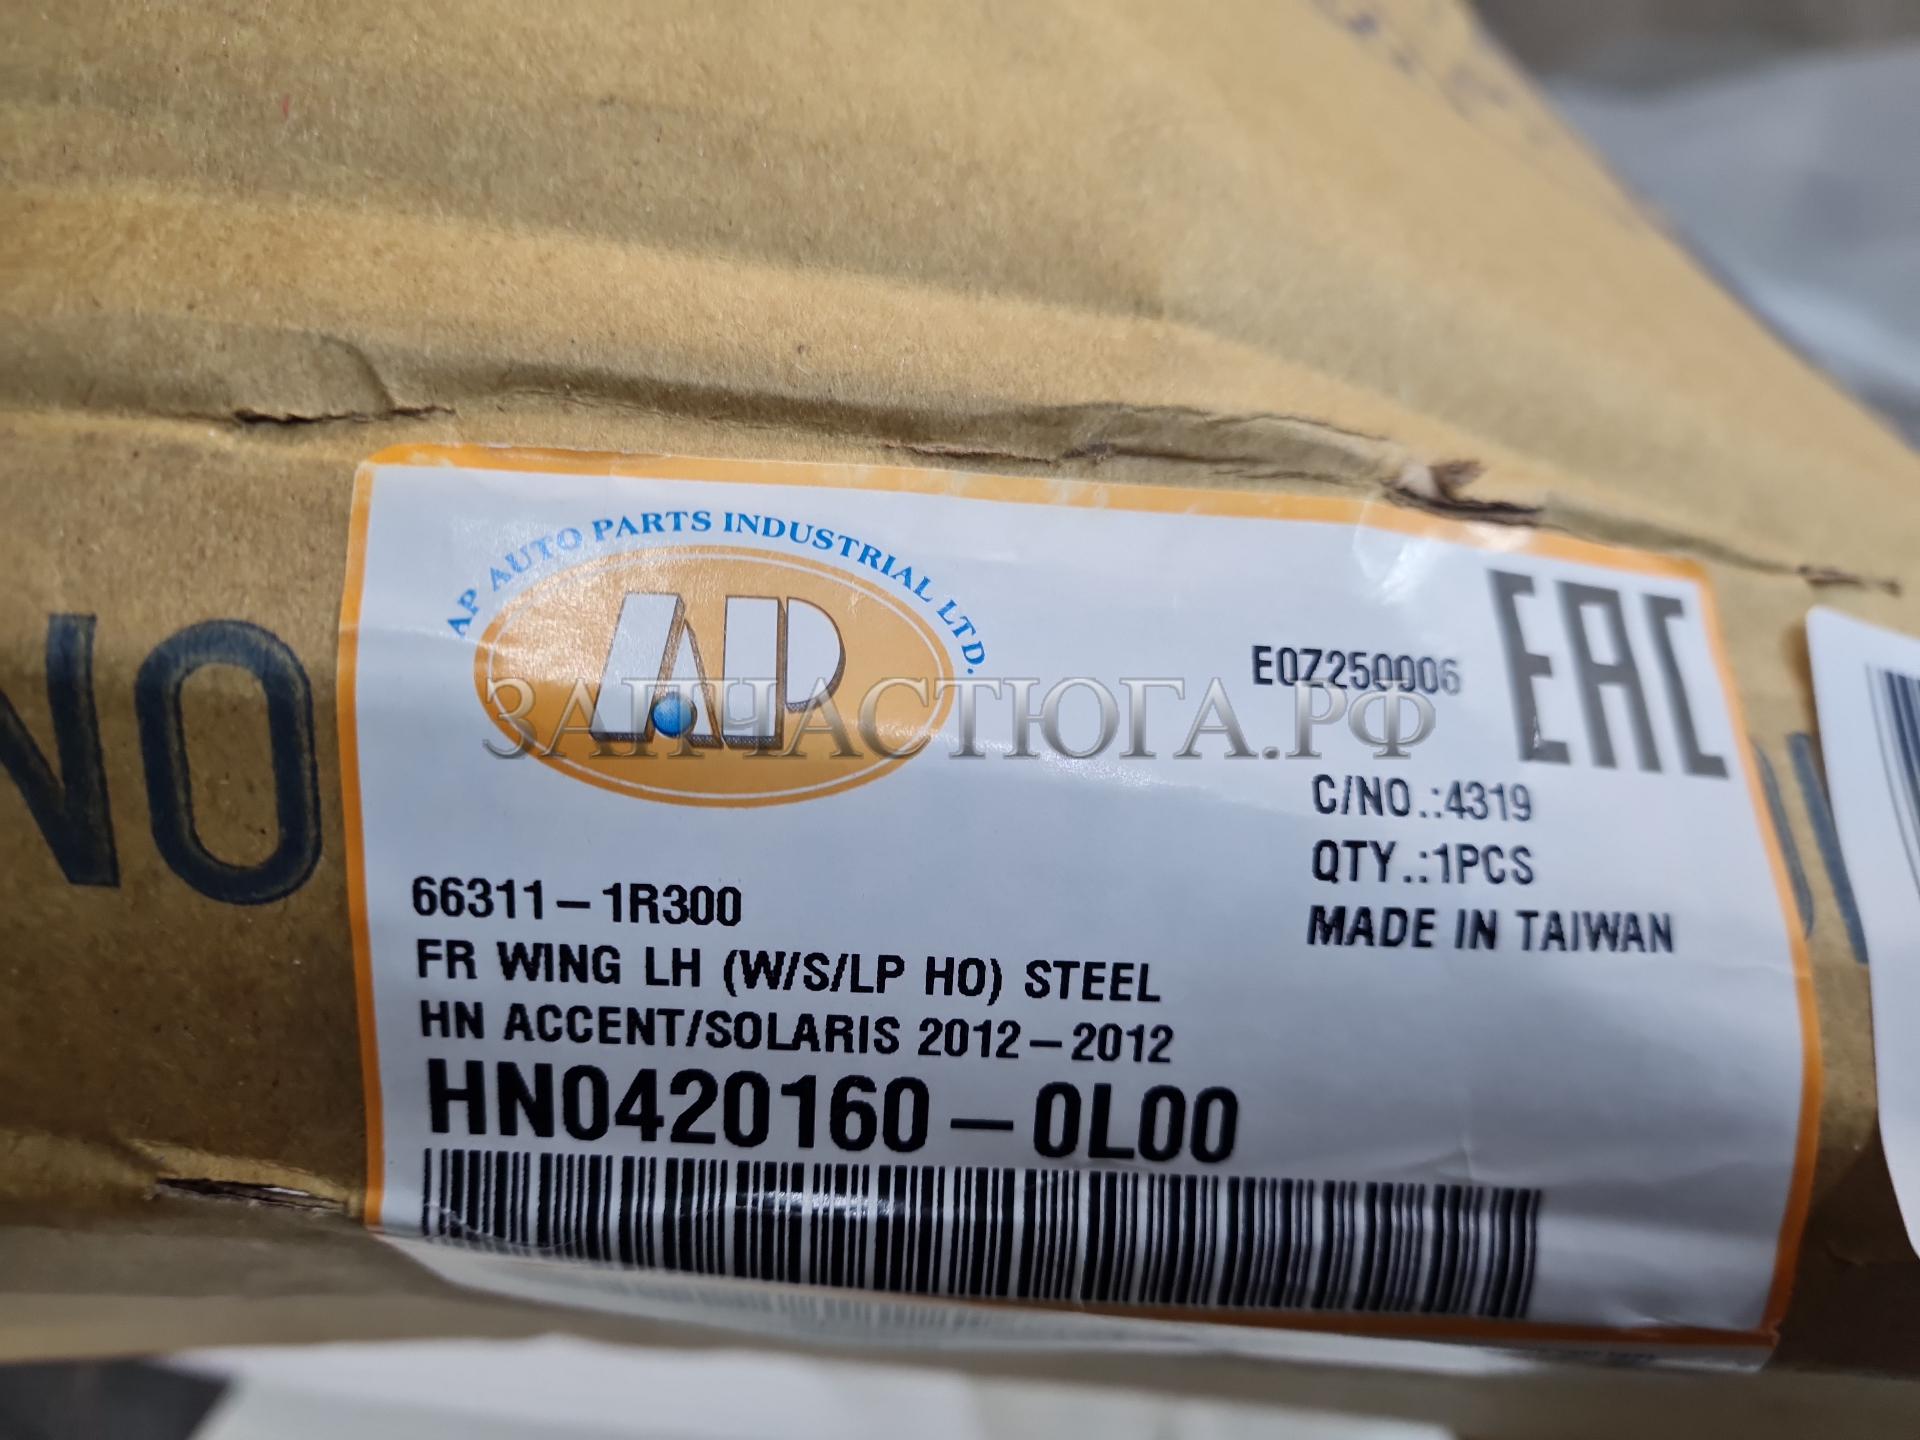 AP AUTO PARTS INDUSTRIAL LTD.
AP
EAC
E0Z250006
ЗАПЧАСТЮГА.РФ
C/NO.:4319
QTY.:1PCS
MADE IN TAIWAN
NO
66311-1R300
FR WING LH (W/S/LP HO) STEEL
HN ACCENT/SOLARIS 2012-2012
HN0420160-0L00